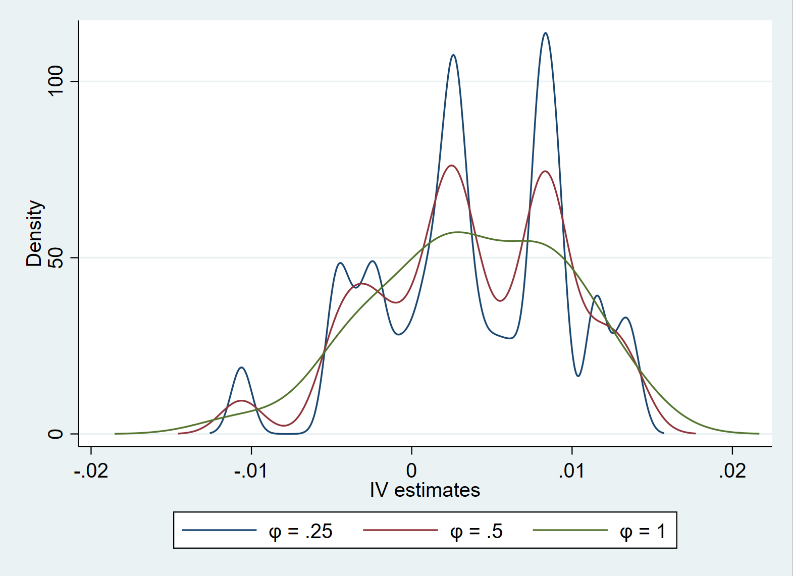 Density
100
50
0
-.02 -.01 0 .01 .02
IV estimates
φ = .25 φ = .5 φ = 1